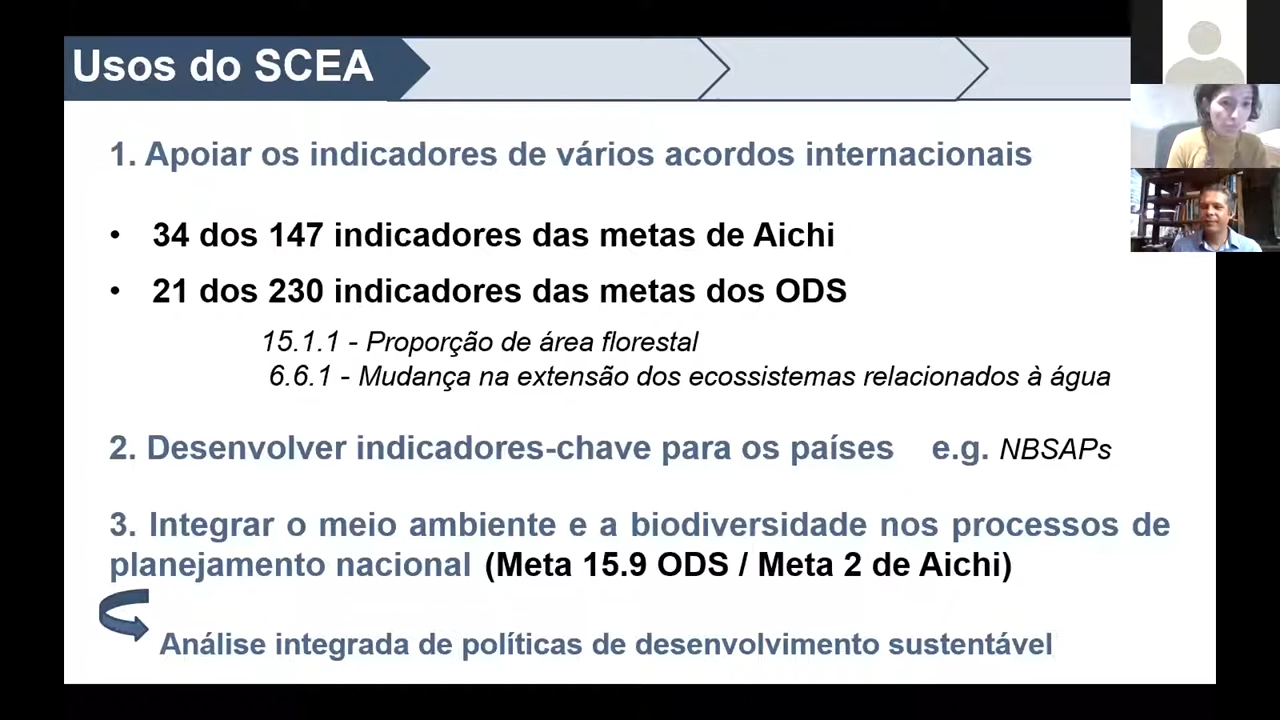 Usos do SCEA
1. Apoiar os indicadores de vários acordos internacionais
• 34 dos 147 indicadores das metas de Aichi
• 21 dos 230 indicadores das metas dos ODS
15.1.1 - Proporção de área florestal
6.6.1 - Mudança na extensão dos ecossistemas relacionados à água
2. Desenvolver indicadores-chave para os países e.g. NBSAPs
3. Integrar o meio ambiente e a biodiversidade nos processos de
planejamento nacional (Meta 15.9 ODS / Meta 2 de Aichi)
Análise integrada de políticas de desenvolvimento sustentável